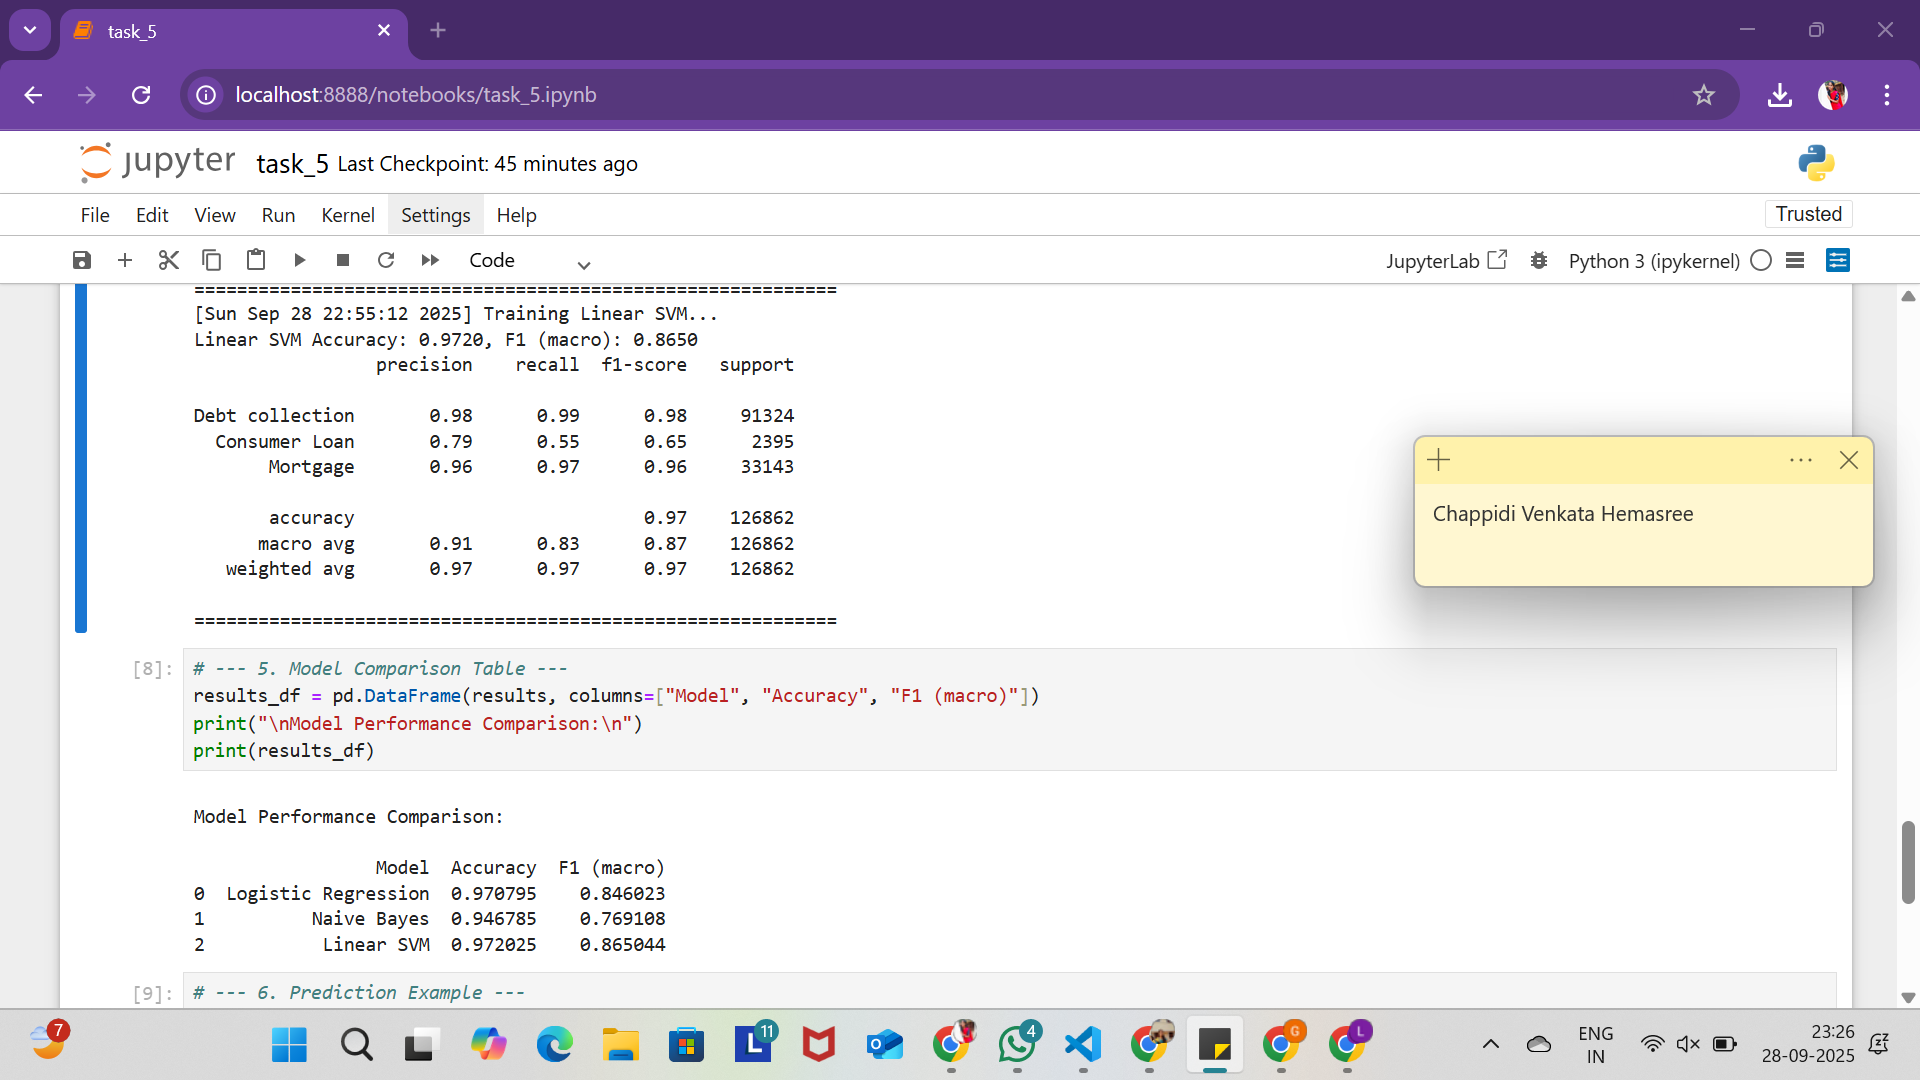 task_5
localhost:8888/notebooks/task_5.ipynb
jupyter task_5 Last Checkpoint: 45 minutes ago
File Edit View Run Kernel Settings Help Trusted
Code JupyterLab Python 3 (ipykernel)
============================================================
[Sun Sep 28 22:55:12 2025] Training Linear SVM...
Linear SVM Accuracy: 0.9720, F1 (macro): 0.8650
precision recall f1-score support
Debt collection 0.98 0.99 0.98 91324
Consumer Loan 0.79 0.55 0.65 2395
Mortgage 0.96 0.97 0.96 33143
accuracy 0.97 126862
macro avg 0.91 0.83 0.87 126862
weighted avg 0.97 0.97 0.97 126862
============================================================
Chappidi Venkata Hemasree
[8]: # --- 5. Model Comparison Table ---
results_df = pd.DataFrame(results, columns=["Model", "Accuracy", "F1 (macro)"])
print("\nModel Performance Comparison:\n")
print(results_df)
Model Performance Comparison:
Model Accuracy F1 (macro)
0 Logistic Regression 0.970795 0.846023
1 Naive Bayes 0.946785 0.769108
2 Linear SVM 0.972025 0.865044
[9]: # --- 6. Prediction Example ---
7
L 11
4
G
L
ENG
IN
23:26
28-09-2025